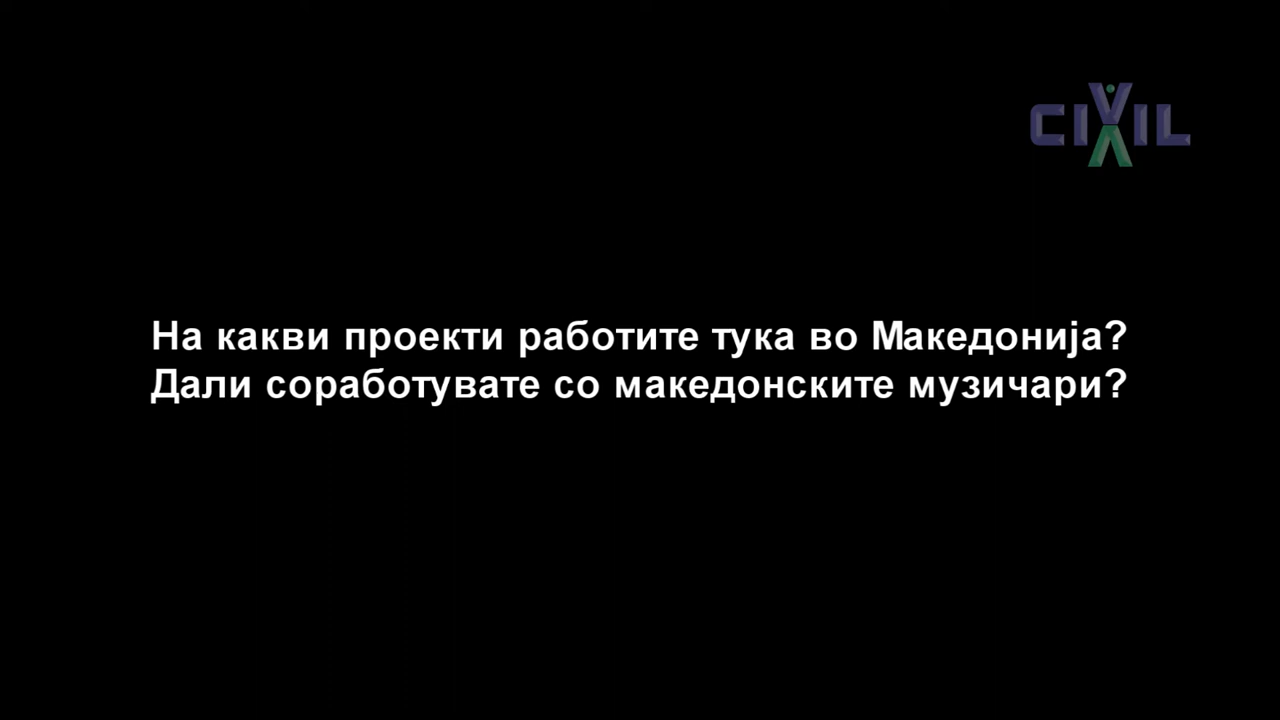 CIVIL
На какви проекти работите тука во Македонија?
Дали соработувате со македонските музичари?